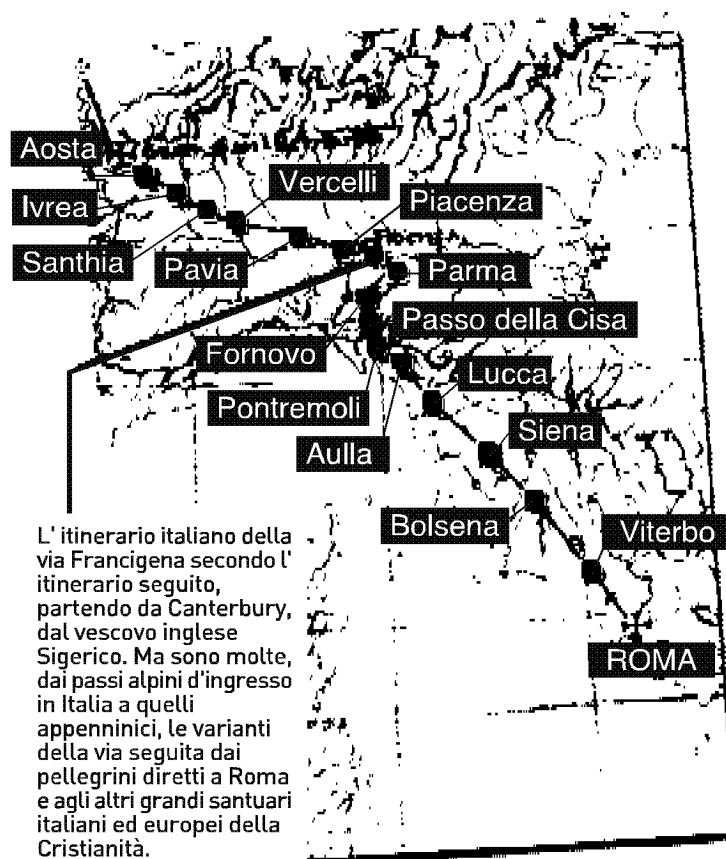 Aosta
Ivrea
Santhia
Vercelli
Pavia
Piacenza
Parma
Passo della Cisa
Fornovo
Pontremoli
Lucca
Aulla
Siena
Bolsena
Viterbo
ROMA
L' itinerario italiano della
via Francigena secondo l'
itinerario seguito,
partendo da Canterbury,
dal vescovo inglese
Sigerico. Ma sono molte,
dai passi alpini d'ingresso
in Italia a quelli
appenninici, le varianti
della via seguita dai
pellegrini diretti a Roma
e agli altri grandi santuari
italiani ed europei della
Cristianità.